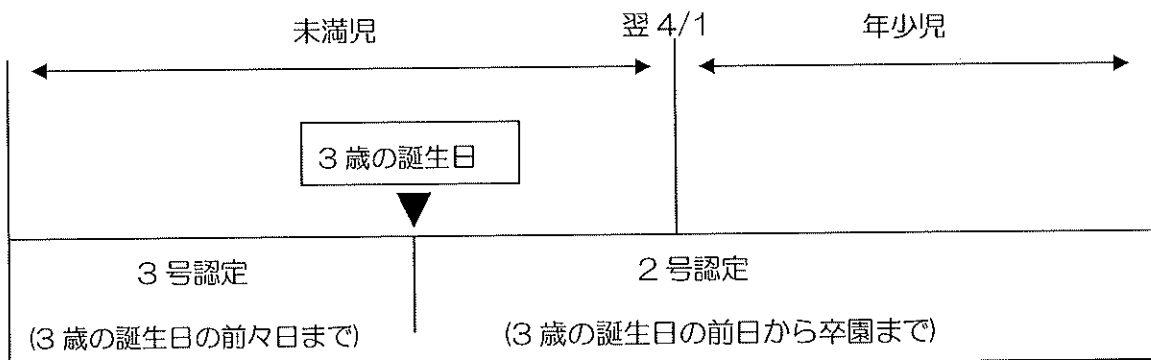 未満児 翌4/1 年少児
3歳の誕生日
3号認定 2号認定
(3歳の誕生日の前々日まで) (3歳の誕生日の前日から卒園まで)